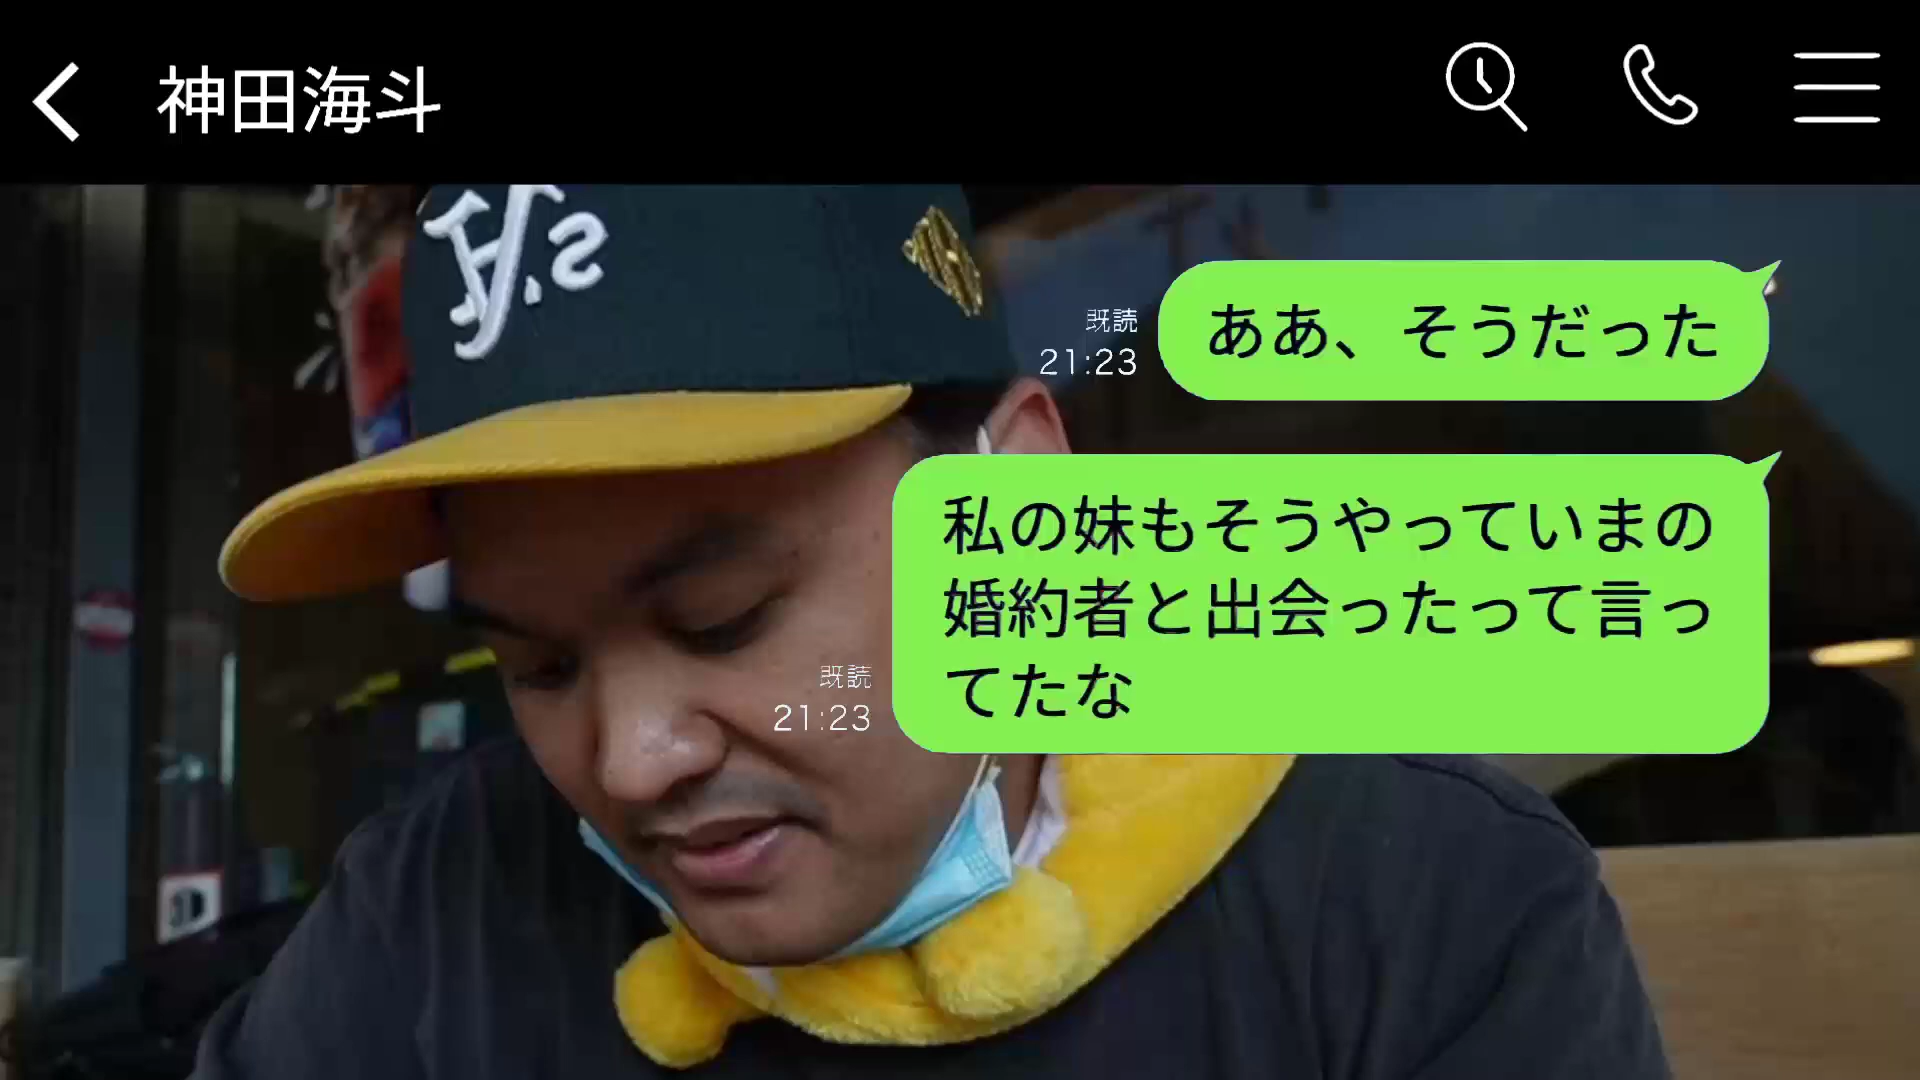 神田海斗
A's
既読
21:23
ああ、そうだった
私の妹もそうやっていまの
婚約者と出会ったって言っ
てたな
既読
21:23